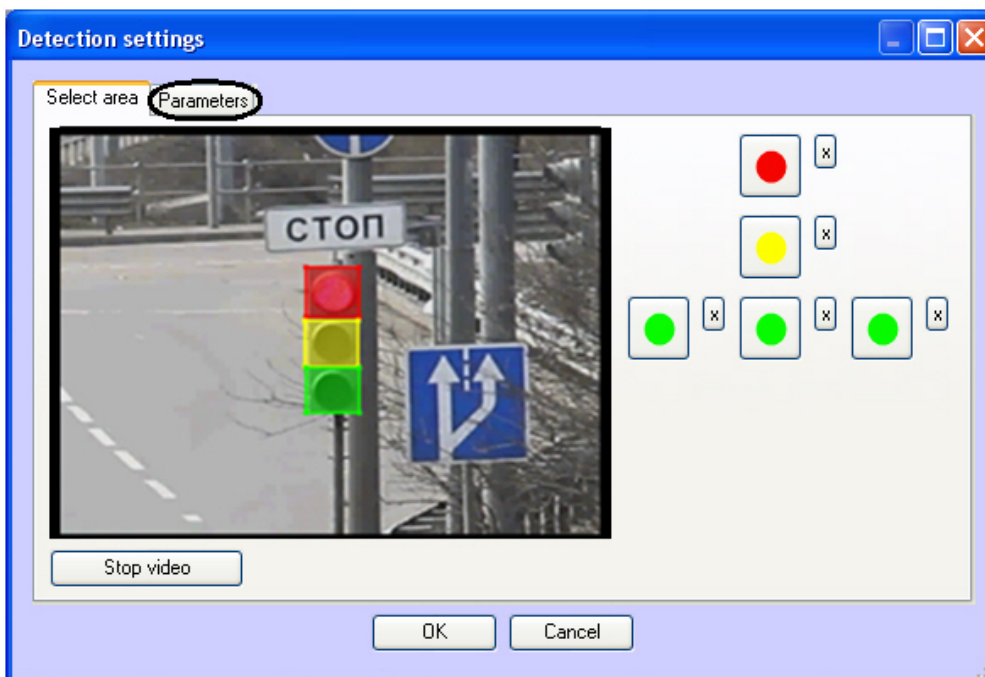 Detection settings
Select area
Parameters
x
СТОП
x
x
x
x
Stop video
OK
Cancel